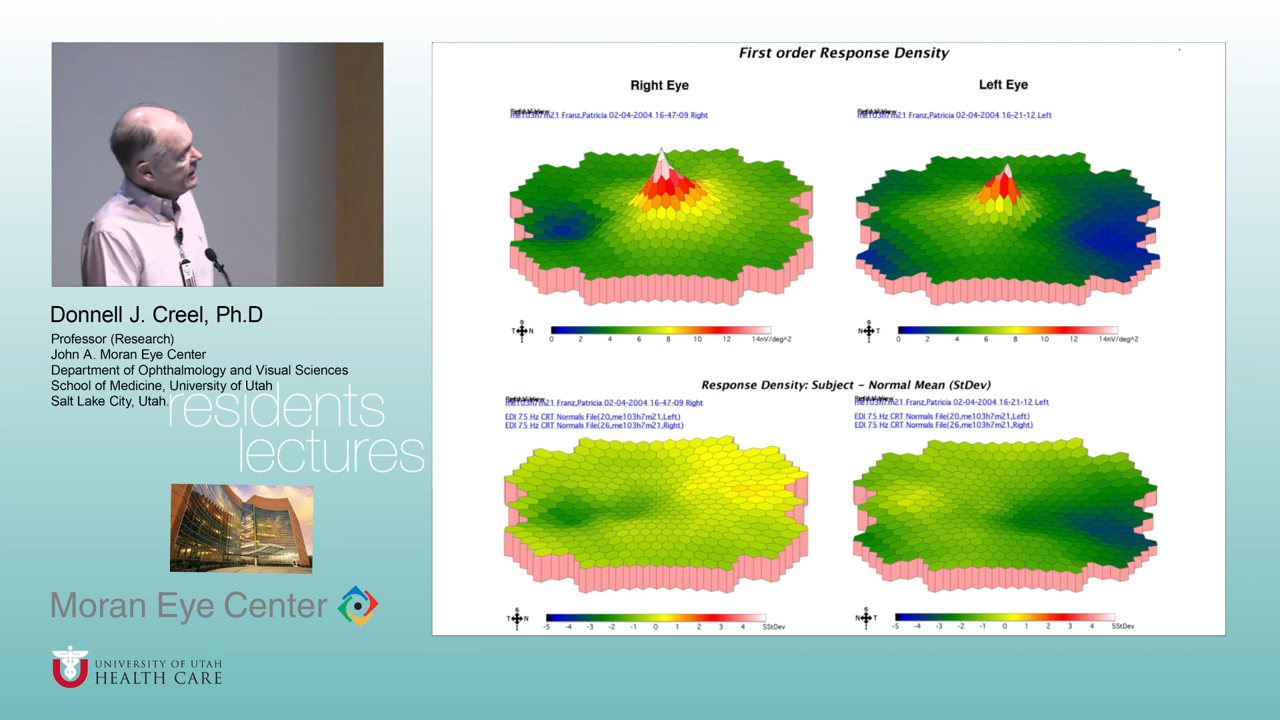 Donnell J. Creel, Ph.D
Professor (Research)
John A. Moran Eye Center
Department of Ophthalmology and Visual Sciences
School of Medicine, University of Utah
Salt Lake City, Utah.
residents
lectures
Moran Eye Center
UNIVERSITY OF UTAH
HEALTH CARE
U
First order Response Density
Right Eye
Left Eye
me103h7m21 Franz,Patricia 02-04-2004 16-47-09 Right
me103h7m21 Franz,Patricia 02-04-2004 16-21-12 Left
S
T N
I
0 2 4 6 8 10 12 14nV/deg^2
S
N T
I
0 2 4 6 8 10 12 14nV/deg^2
Response Density: Subject - Normal Mean (StDev)
me103h7m21 Franz,Patricia 02-04-2004 16-47-09 Right
EDI 75 Hz CRT Normals File(20,me103h7m21,Left)
EDI 75 Hz CRT Normals File(26,me103h7m21,Right)
me103h7m21 Franz,Patricia 02-04-2004 16-21-12 Left
EDI 75 Hz CRT Normals File(20,me103h7m21,Left)
EDI 75 Hz CRT Normals File(26,me103h7m21,Right)
S
T N
I
-5 -4 -3 -2 -1 0 1 2 3 4 5StDev
S
N T
I
-5 -4 -3 -2 -1 0 1 2 3 4 5StDev